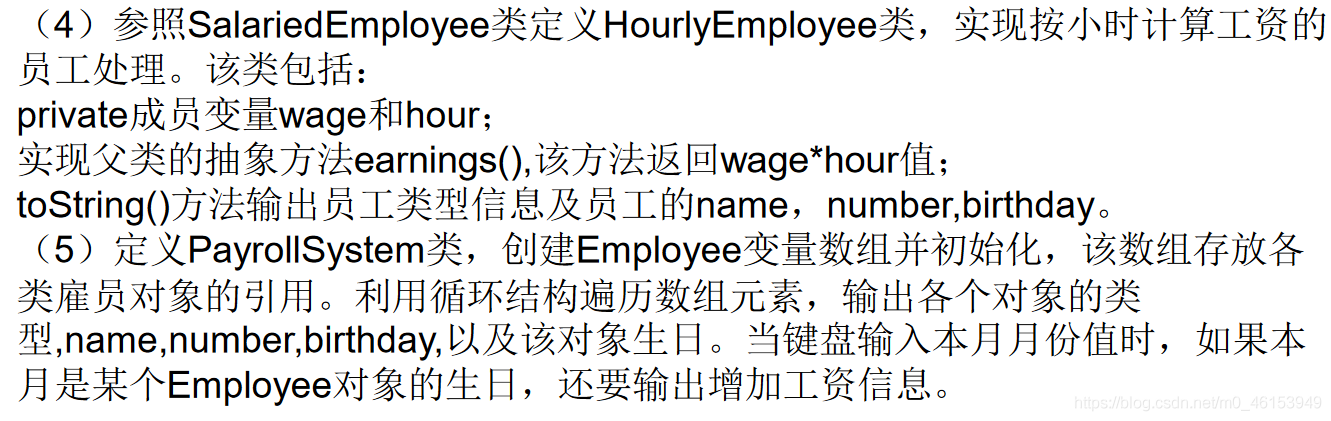 （4）参照SalariedEmployee类定义HourlyEmployee类，实现按小时计算工资的
员工处理。该类包括：
private成员变量wage和hour；
实现父类的抽象方法earnings(),该方法返回wage*hour值；
toString()方法输出员工类型信息及员工的name，number,birthday。
（5）定义PayrollSystem类，创建Employee变量数组并初始化，该数组存放各
类雇员对象的引用。利用循环结构遍历数组元素，输出各个对象的类
型,name,number,birthday,以及该对象生日。当键盘输入本月月份值时，如果本
月是某个Employee对象的生日，还要输出增加工资信息。
https://blog.csdn.net/m0_46153949